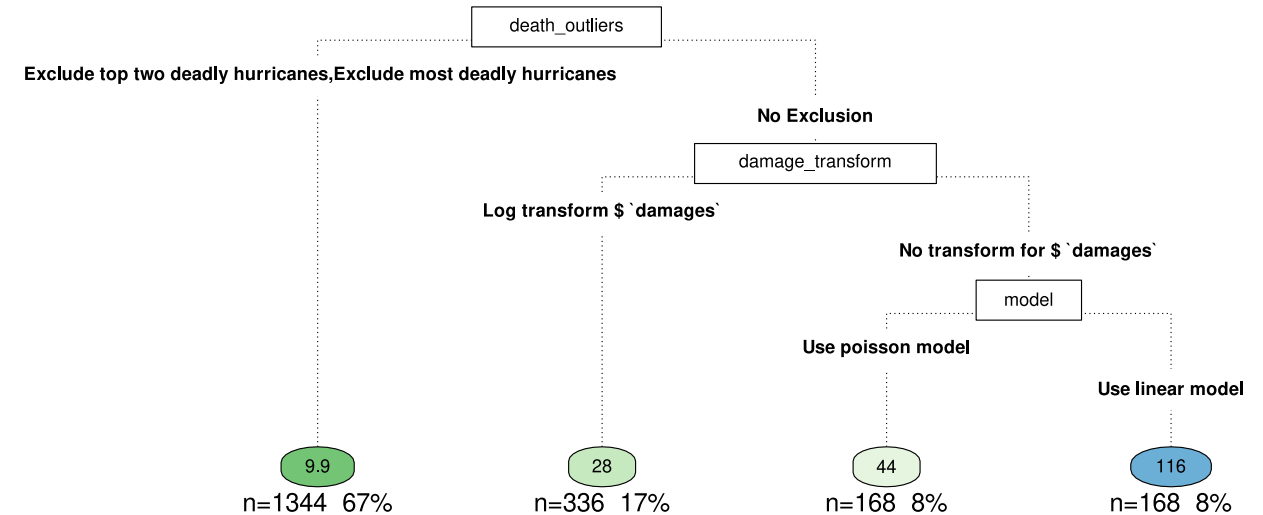 death_outliers
Exclude top two deadly hurricanes,Exclude most deadly hurricanes
No Exclusion
damage_transform
Log transform $ `damages`
No transform for $ `damages`
model
Use poisson model
Use linear model
9.9
28
44
116
n=1344 67%
n=336 17%
n=168 8%
n=168 8%